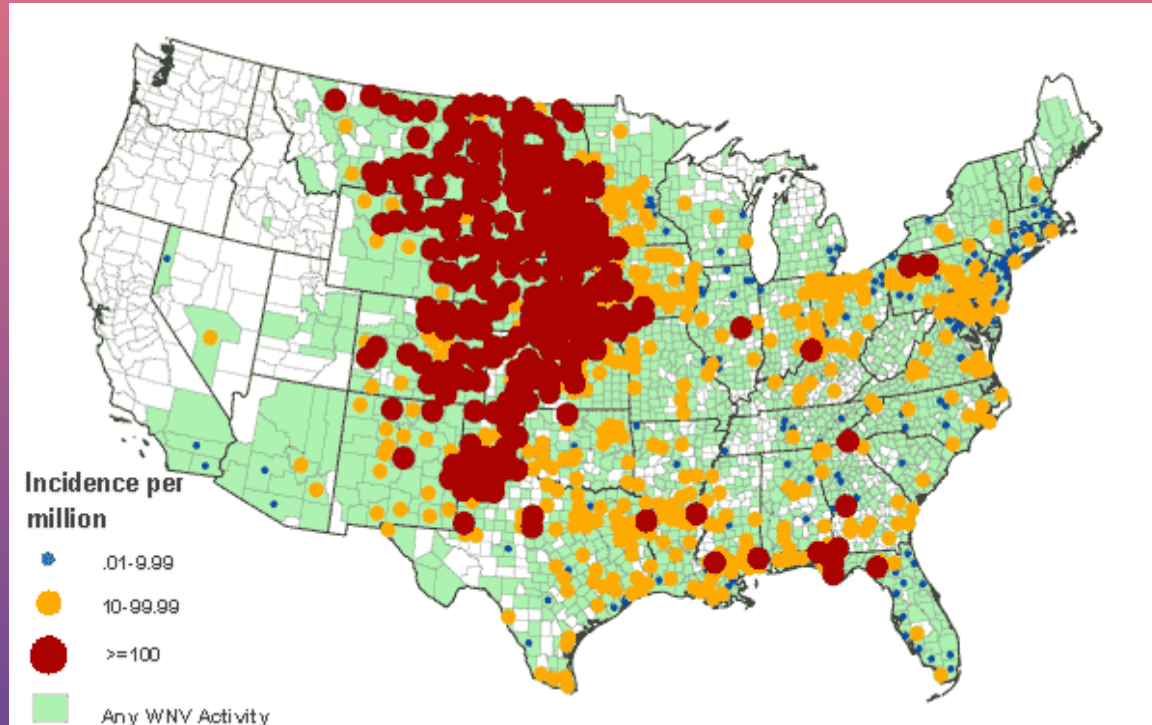 Incidence per
million
.01-9.99
10-99.99
>=100
Any WNV Activity